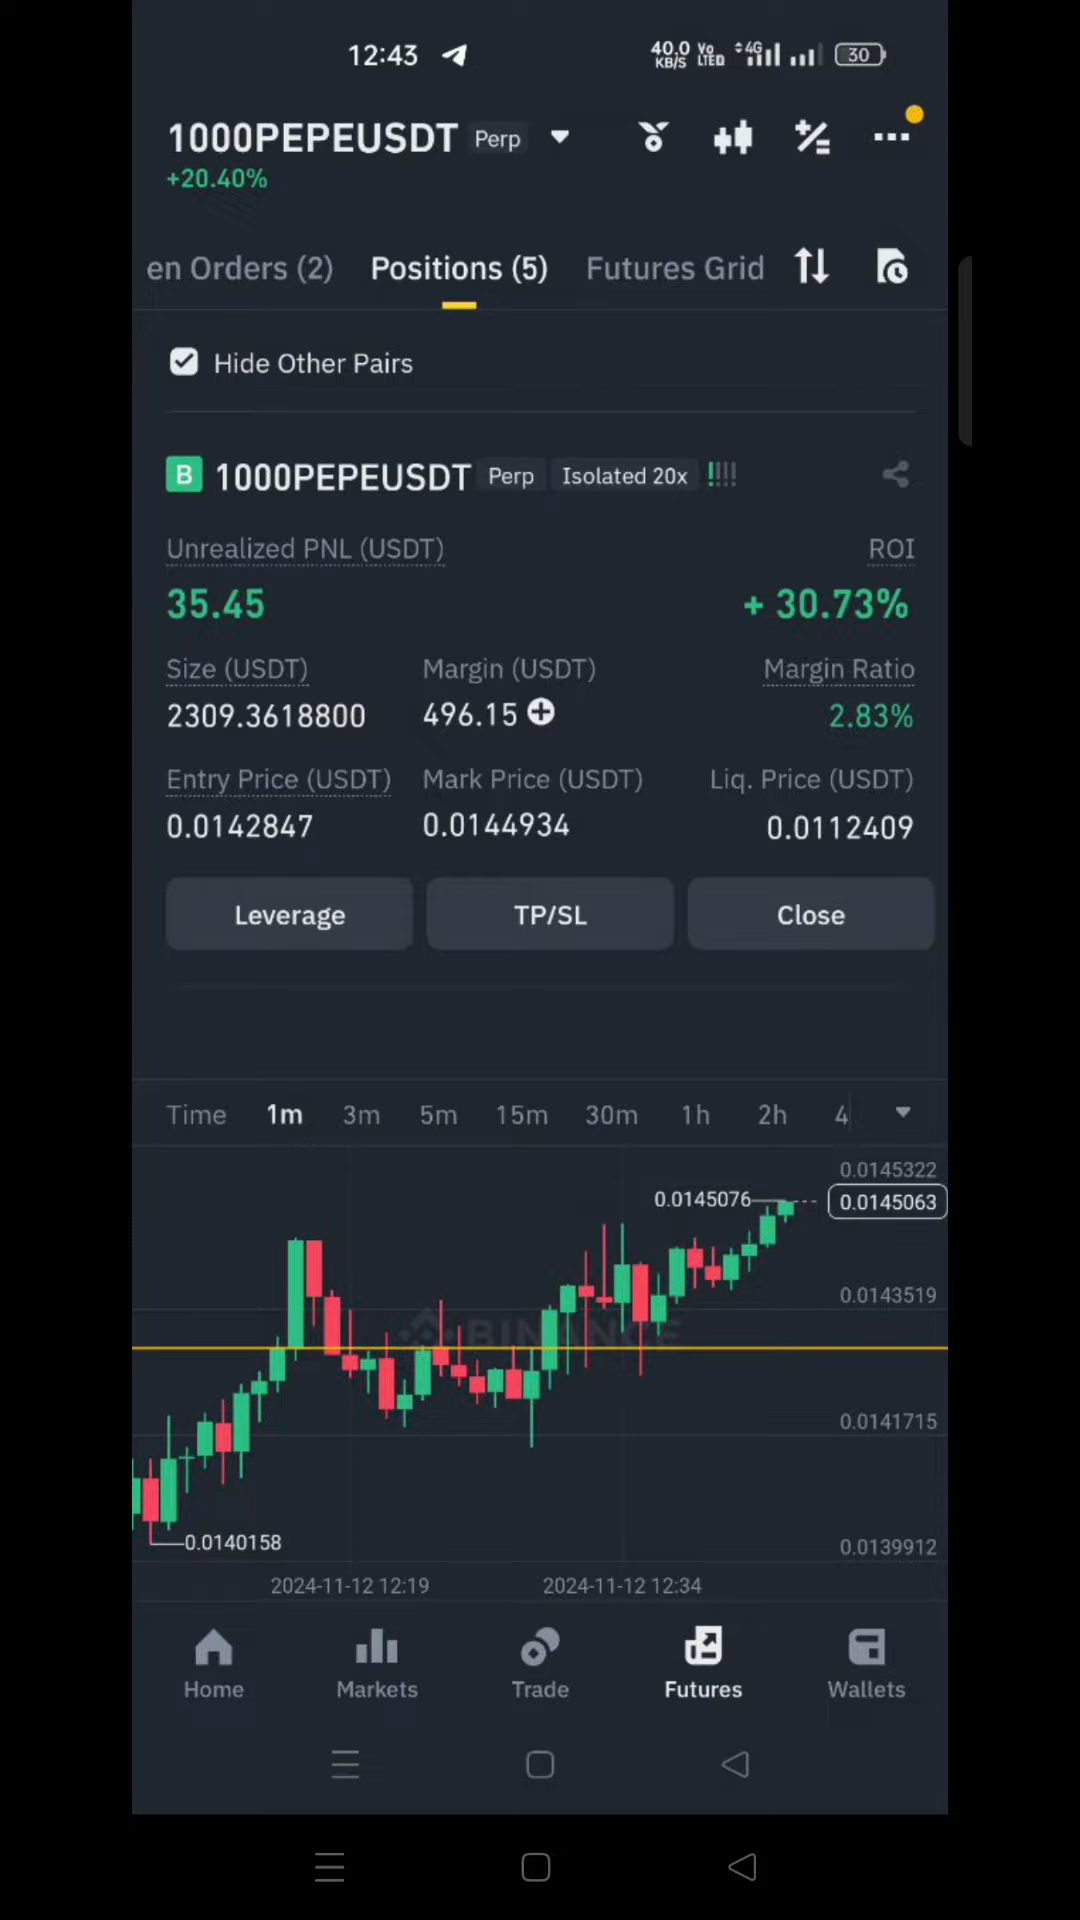 12:43 40.0 KB/S Vo LTED 4G 30
1000PEPEUSDT Perp
+20.40%
en Orders (2) Positions (5) Futures Grid
Hide Other Pairs
B 1000PEPEUSDT Perp Isolated 20x
Unrealized PNL (USDT) ROI
35.45 + 30.73%
Size (USDT) Margin (USDT) Margin Ratio
2309.3618800 496.15 2.83%
Entry Price (USDT) Mark Price (USDT) Liq. Price (USDT)
0.0142847 0.0144934 0.0112409
Leverage TP/SL Close
Time 1m 3m 5m 15m 30m 1h 2h 4
0.0145322
0.0145076 0.0145063
0.0143519
BINANCE
0.0141715
0.0140158
0.0139912
2024-11-12 12:19 2024-11-12 12:34
Home Markets Trade Futures Wallets